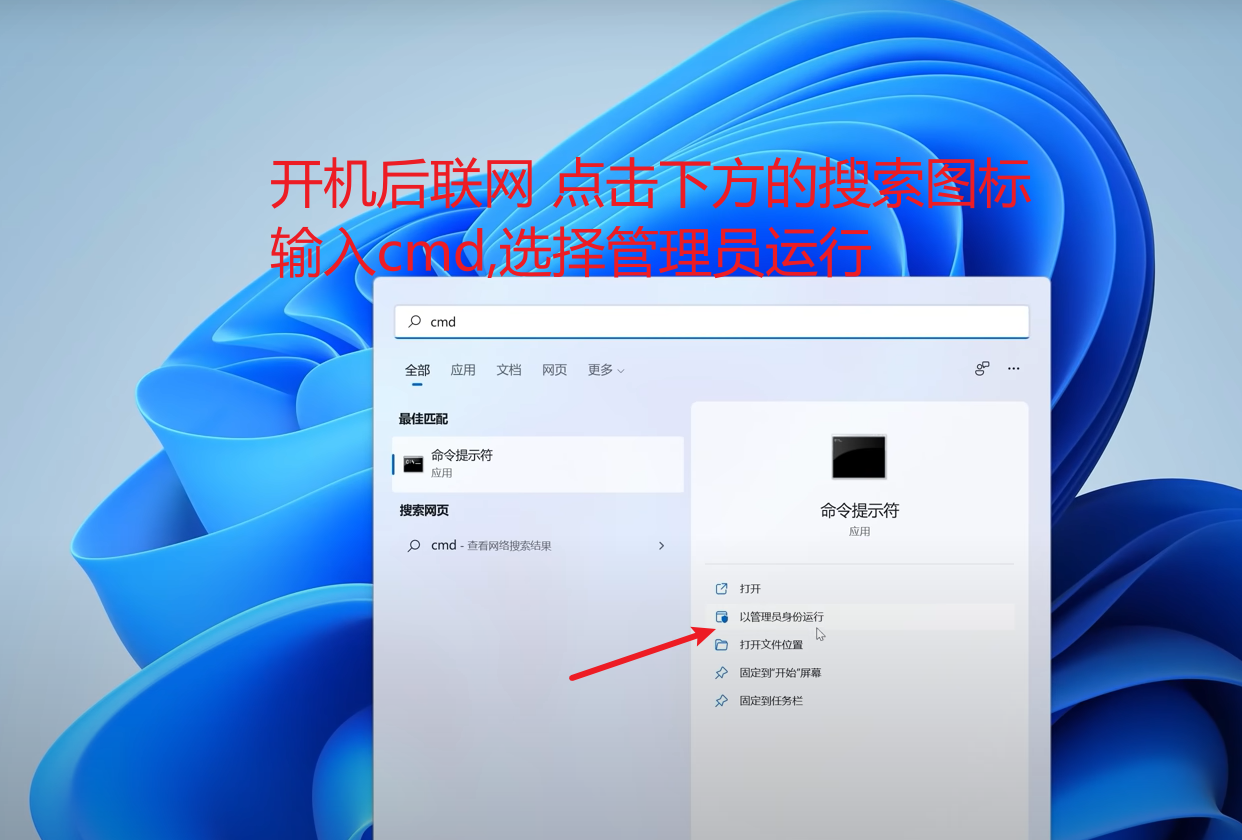 开机后联网 点击下方的搜索图标
输入cmd,选择管理员运行
cmd
全部 应用 文档 网页 更多
最佳匹配
命令提示符
应用
搜索网页
cmd - 查看网络搜索结果
命令提示符
应用
打开
以管理员身份运行
打开文件位置
固定到"开始"屏幕
固定到任务栏